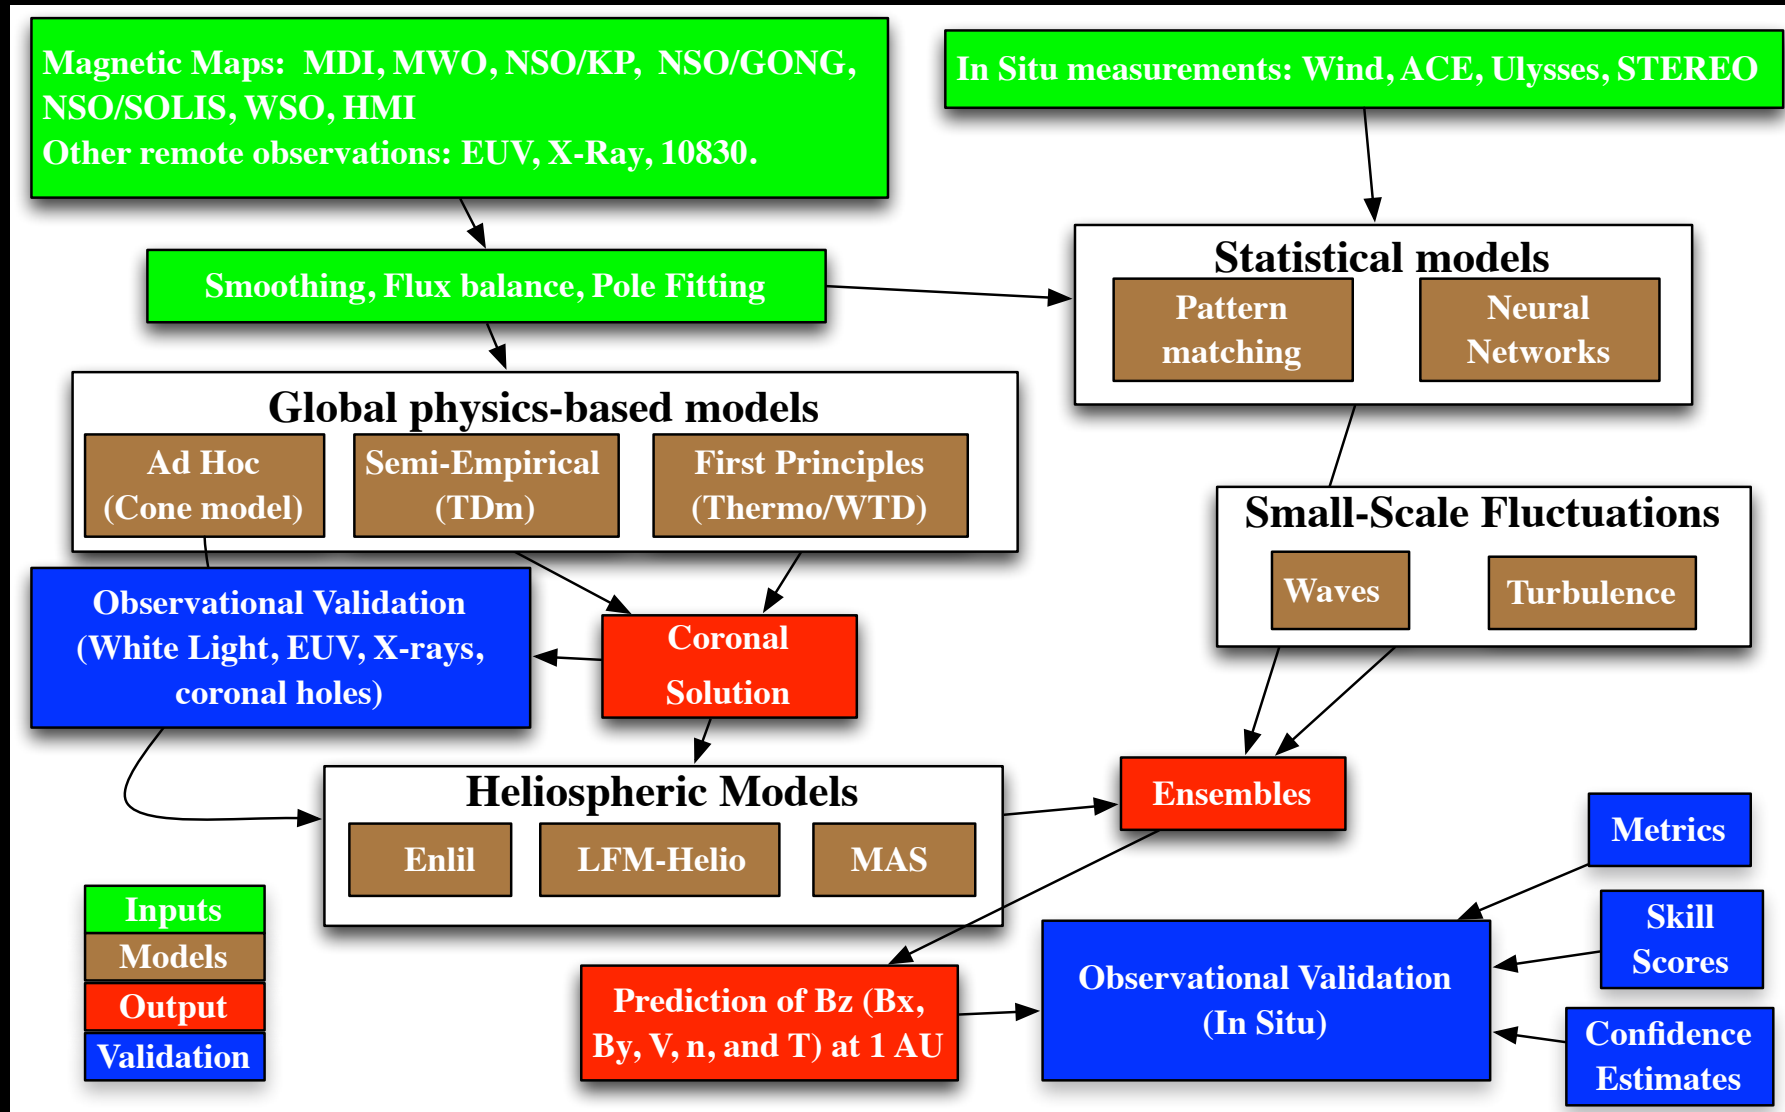 Magnetic Maps: MDI, MWO, NSO/KP, NSO/GONG,
NSO/SOLIS, WSO, HMI
Other remote observations: EUV, X-Ray, 10830.
In Situ measurements: Wind, ACE, Ulysses, STEREO
Smoothing, Flux balance, Pole Fitting
Statistical models
Pattern
matching
Neural
Networks
Global physics-based models
Ad Hoc
(Cone model)
Semi-Empirical
(TDm)
First Principles
(Thermo/WTD)
Small-Scale Fluctuations
Waves
Turbulence
Observational Validation
(White Light, EUV, X-rays,
coronal holes)
Coronal
Solution
Heliospheric Models
Enlil
LFM-Helio
MAS
Ensembles
Metrics
Skill
Scores
Confidence
Estimates
Observational Validation
(In Situ)
Prediction of Bz (Bx,
By, V, n, and T) at 1 AU
Inputs
Models
Output
Validation